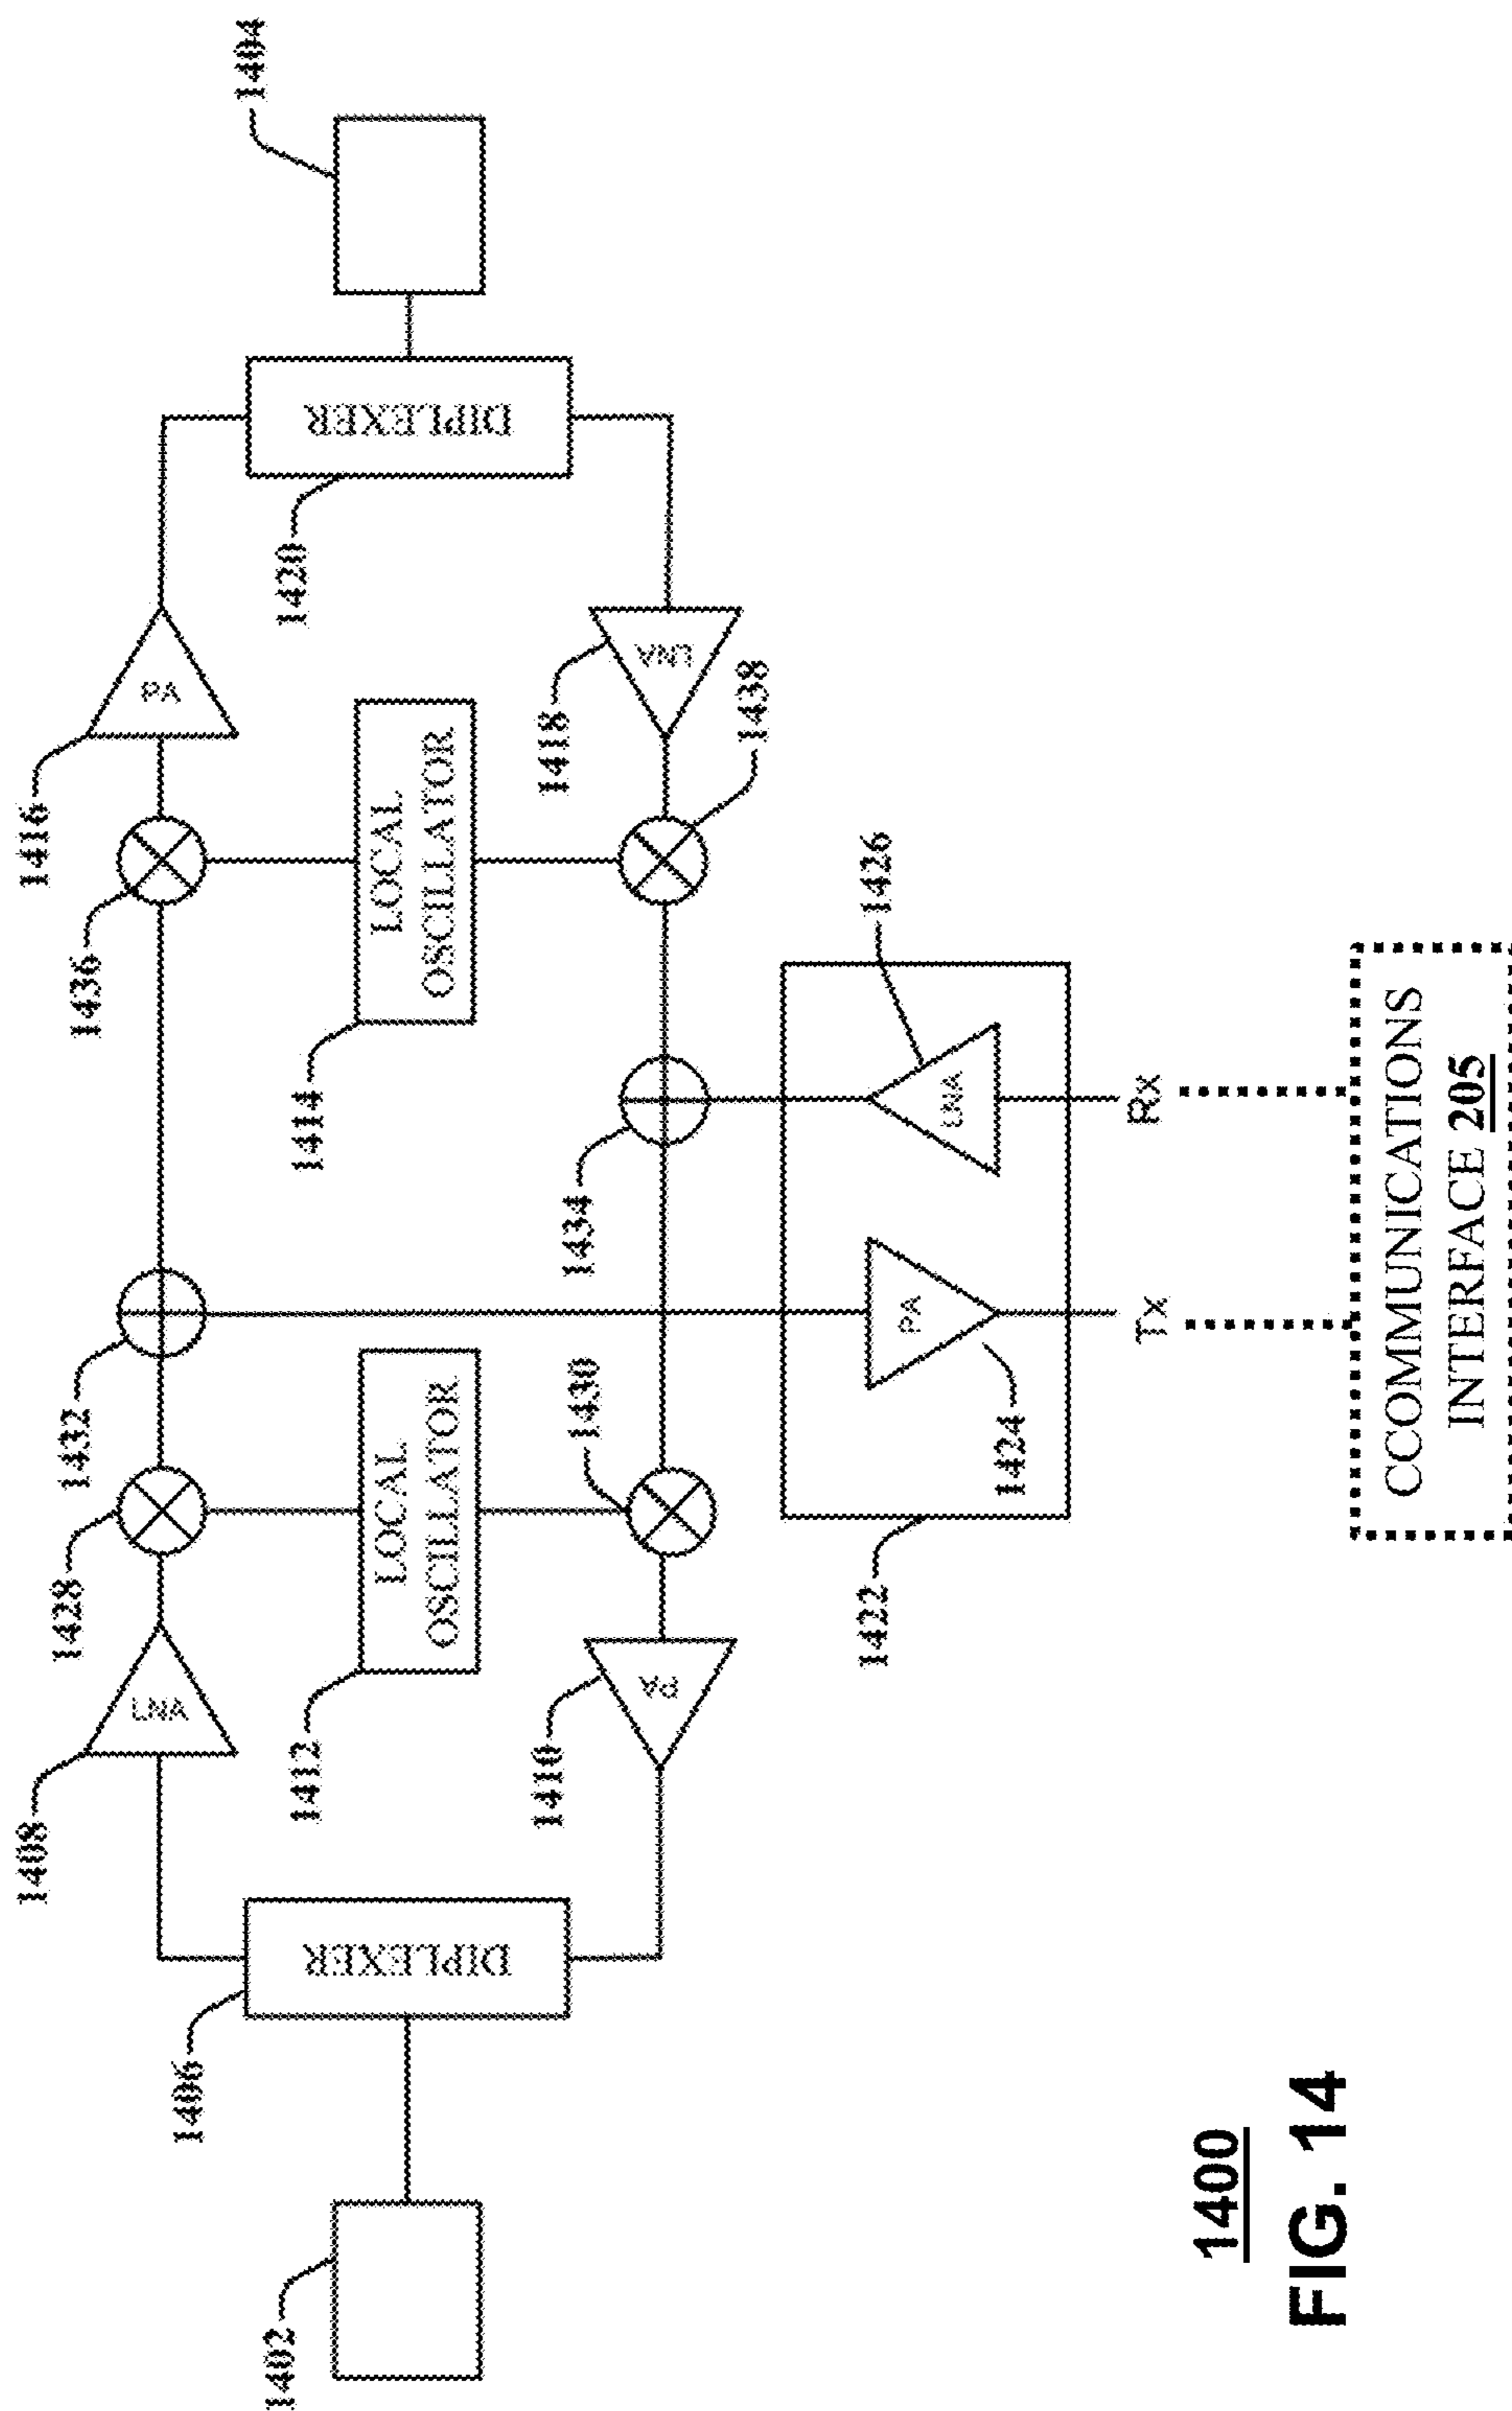 1404
1420
DIPLEXER
1416
PA
1418
LNA
1436
1438
1414
LOCAL
OSCILLATOR
1426
LNA
Rx
1434
1432
1430
1412
LOCAL
OSCILLATOR
1424
PA
Tx
1422
CCOMMUNICATIONS
INTERFACE 205
1428
1408
LNA
1410
PA
1406
DIPLEXER
1402
1400
FIG. 14